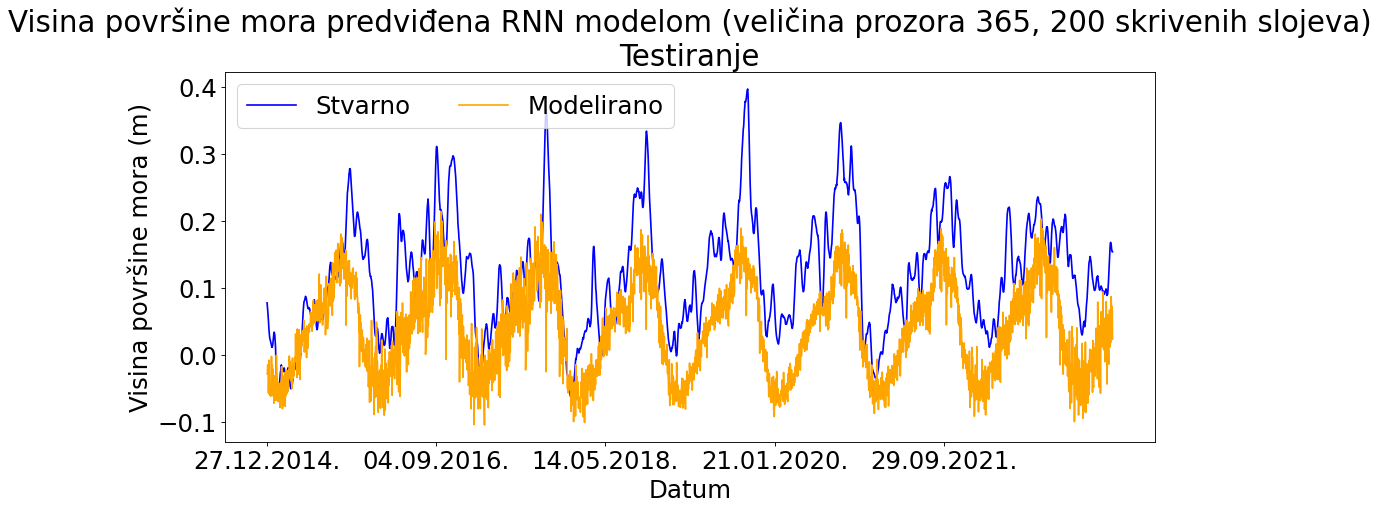 Visina površine mora predviđena RNN modelom (veličina prozora 365, 200 skrivenih slojeva)
Testiranje
Stvarno
Modelirano
Visina površine mora (m)
0.4
0.3
0.2
0.1
0.0
−0.1
27.12.2014.
04.09.2016.
14.05.2018.
21.01.2020.
29.09.2021.
Datum